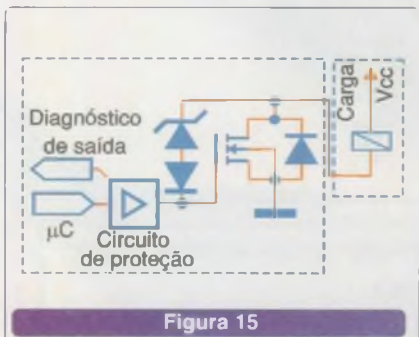 Diagnóstico
de saída
μC
Circuito
de proteção
Carga
Vcc
Figura 15